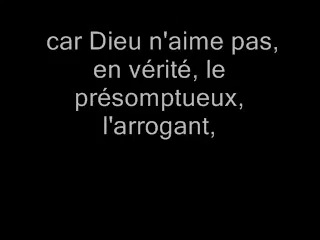 car Dieu n'aime pas,
en vérité, le
présomptueux,
l'arrogant,